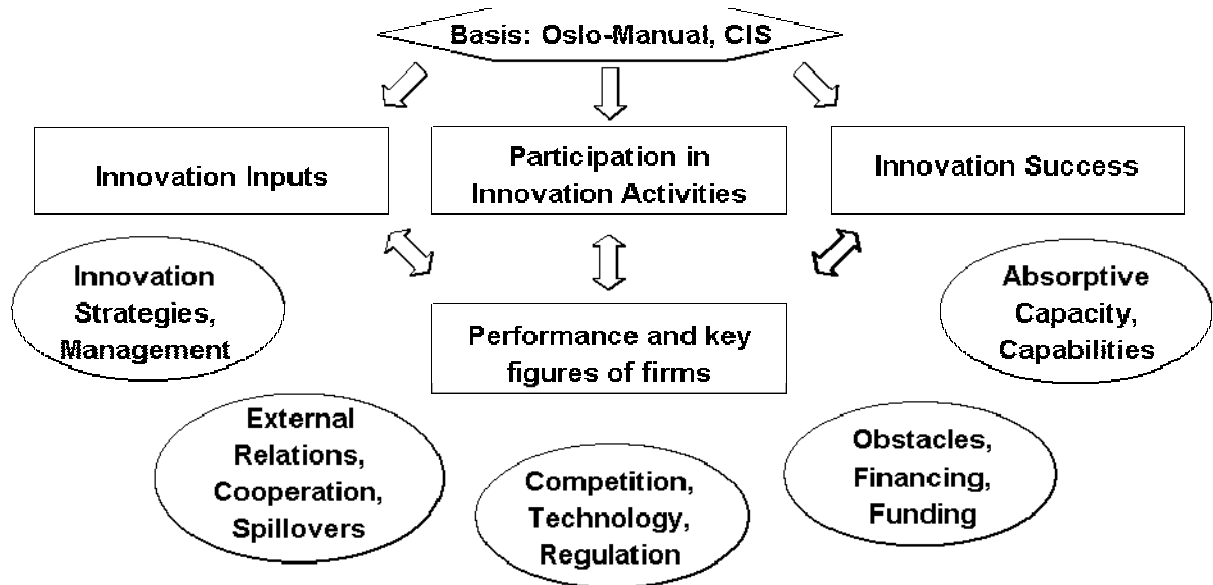 Basis: Oslo-Manual, CIS
Innovation Inputs
Participation in
Innovation Activities
Innovation Success
Innovation
Strategies,
Management
Absorptive
Capacity,
Capabilities
Performance and key
figures of firms
External
Relations,
Cooperation,
Spillovers
Competition,
Technology,
Regulation
Obstacles,
Financing,
Funding